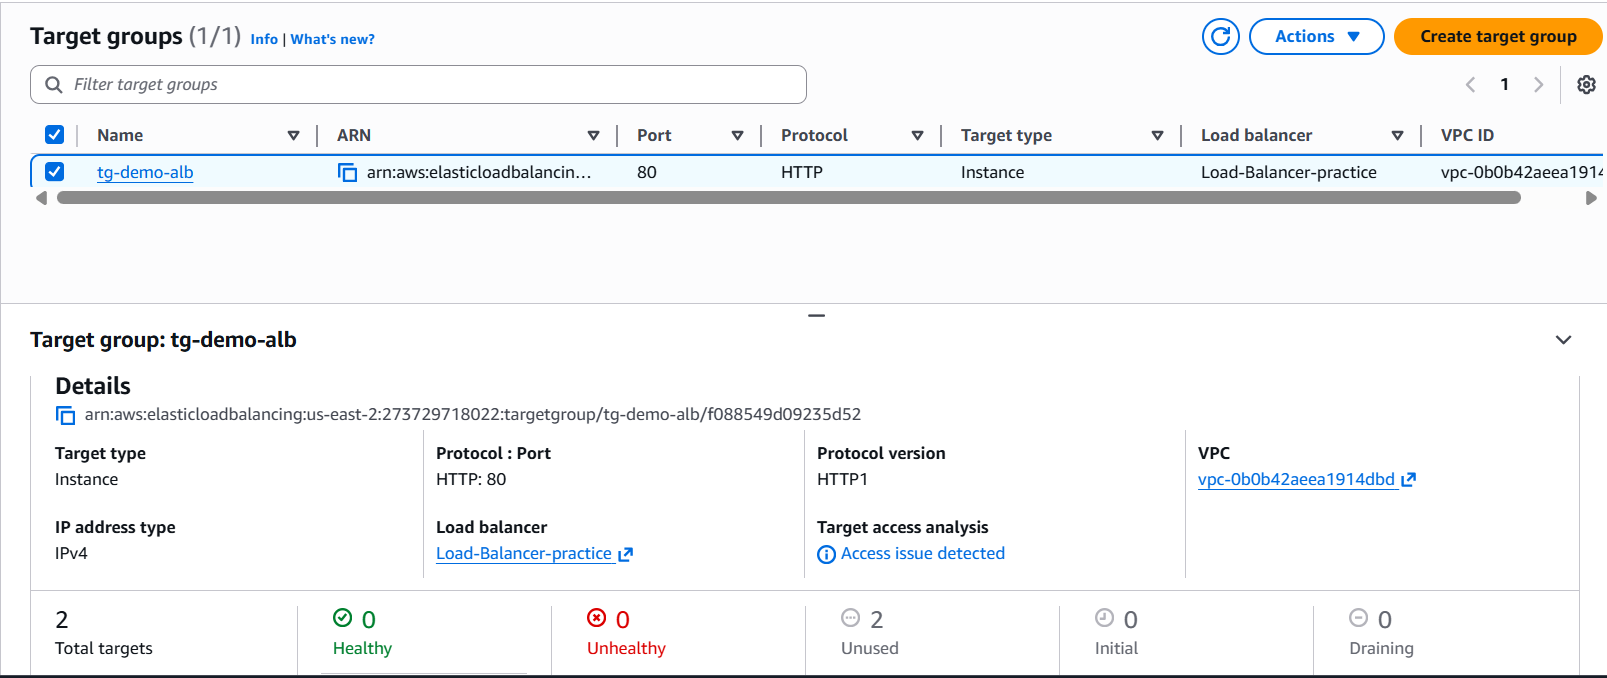 Target groups (1/1) Info | What's new?
Actions
Create target group
Filter target groups
1
Name ARN Port Protocol Target type Load balancer VPC ID
tg-demo-alb arn:aws:elasticloadbalancin... 80 HTTP Instance Load-Balancer-practice vpc-0b0b42aeea1914
Target group: tg-demo-alb
Details
arn:aws:elasticloadbalancing:us-east-2:273729718022:targetgroup/tg-demo-alb/f088549d09235d52
Target type Protocol : Port Protocol version VPC
Instance HTTP: 80 HTTP1 vpc-0b0b42aeea1914dbd
IP address type Load balancer Target access analysis
IPv4 Load-Balancer-practice Access issue detected
2 0 0 2 0 0
Total targets Healthy Unhealthy Unused Initial Draining